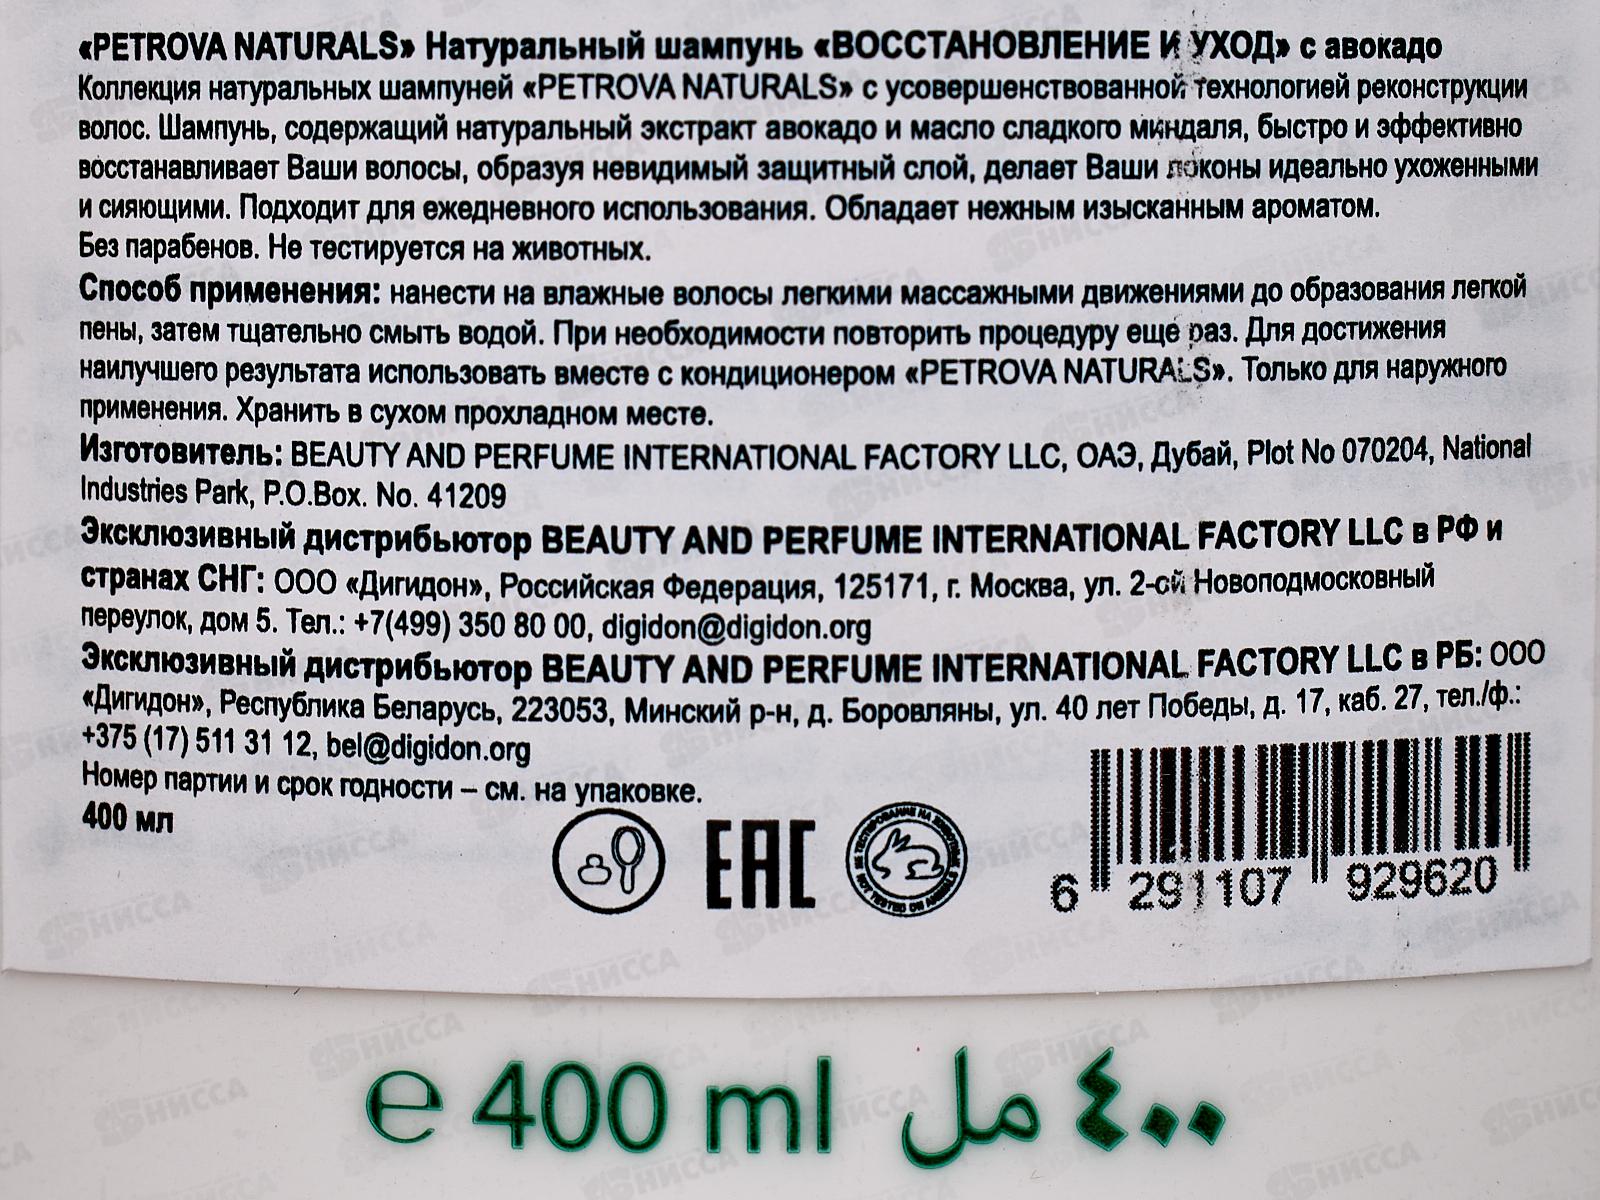 «PETROVA NATURALS» Натуральный шампунь «ВОССТАНОВЛЕНИЕ И УХОД» с авокадо
Коллекция натуральных шампуней «PETROVA NATURALS» с усовершенствованной технологией реконструкции
волос. Шампунь, содержащий натуральный экстракт авокадо и масло сладкого миндаля, быстро и эффективно
восстанавливает Ваши волосы, образуя невидимый защитный слой, делает Ваши локоны идеально ухоженными
и сияющими. Подходит для ежедневного использования. Обладает нежным изысканным ароматом.
Без парабенов. Не тестируется на животных.
Способ применения: нанести на влажные волосы легкими массажными движениями до образования легкой
пены, затем тщательно смыть водой. При необходимости повторить процедуру еще раз. Для достижения
наилучшего результата использовать вместе с кондиционером «PETROVA NATURALS». Только для наружного
применения. Хранить в сухом прохладном месте.
Изготовитель: BEAUTY AND PERFUME INTERNATIONAL FACTORY LLC, ОАЭ, Дубай, Plot No 070204, National
Industries Park, P.O.Box. No. 41209
Эксклюзивный дистрибьютор BEAUTY AND PERFUME INTERNATIONAL FACTORY LLC в РФ и
странах СНГ: ООО «Дигидон», Российская Федерация, 125171, г. Москва, ул. 2-ой Новоподмосковный
переулок, дом 5. Тел.: +7(499) 350 80 00, digidon@digidon.org
Эксклюзивный дистрибьютор BEAUTY AND PERFUME INTERNATIONAL FACTORY LLC в РБ: ООО
«Дигидон», Республика Беларусь, 223053, Минский р-н, д. Боровляны, ул. 40 лет Победы, д. 17, каб. 27, тел./ф.:
+375 (17) 511 31 12, bel@digidon.org
Номер партии и срок годности – см. на упаковке.
400 мл
EAC
НЕ ТЕСТИРОВАНО НА ЖИВОТНЫХ
NOT TESTED ON ANIMALS
6 291107 929620
e 400 ml ٤٠٠ مل
НИССА